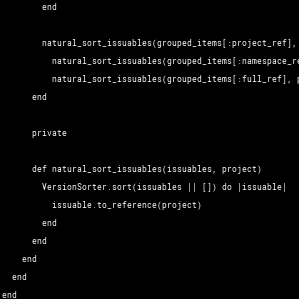 end
natural_sort_issuables(grouped_items[:project_ref],
natural_sort_issuables(grouped_items[:namespace_re
natural_sort_issuables(grouped_items[:full_ref], p
end
private
def natural_sort_issuables(issuables, project)
VersionSorter.sort(issuables || []) do |issuable|
issuable.to_reference(project)
end
end
end
end
end